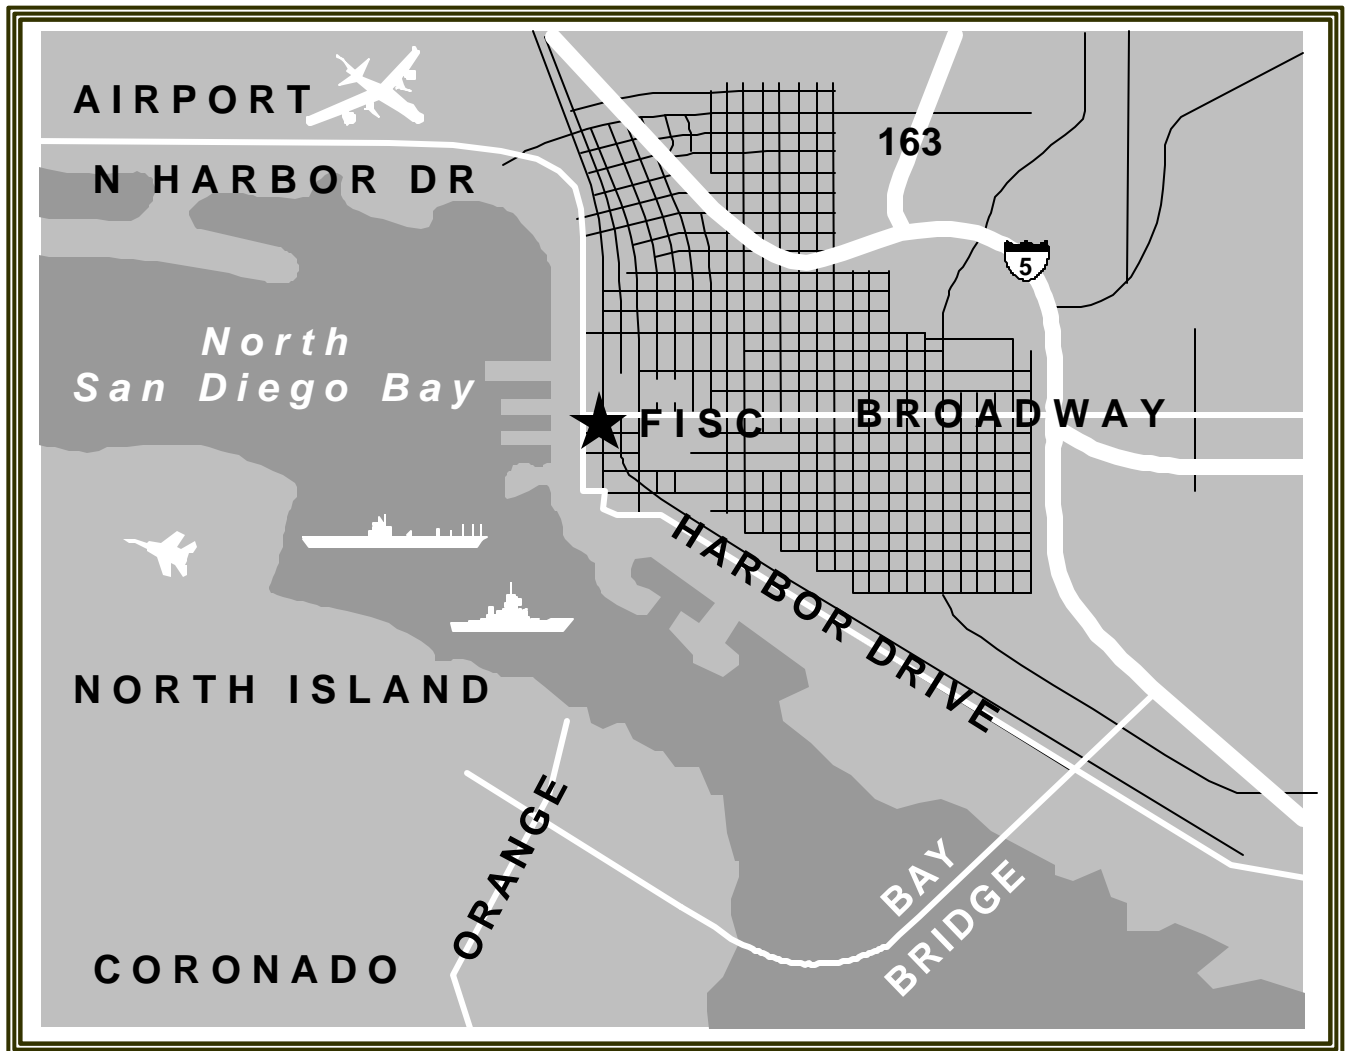 AIRPORT
N HARBOR DR
163
5
North
San Diego Bay
FISC
BROADWAY
HARBOR DRIVE
NORTH ISLAND
ORANGE
BAY
BRIDGE
CORONADO